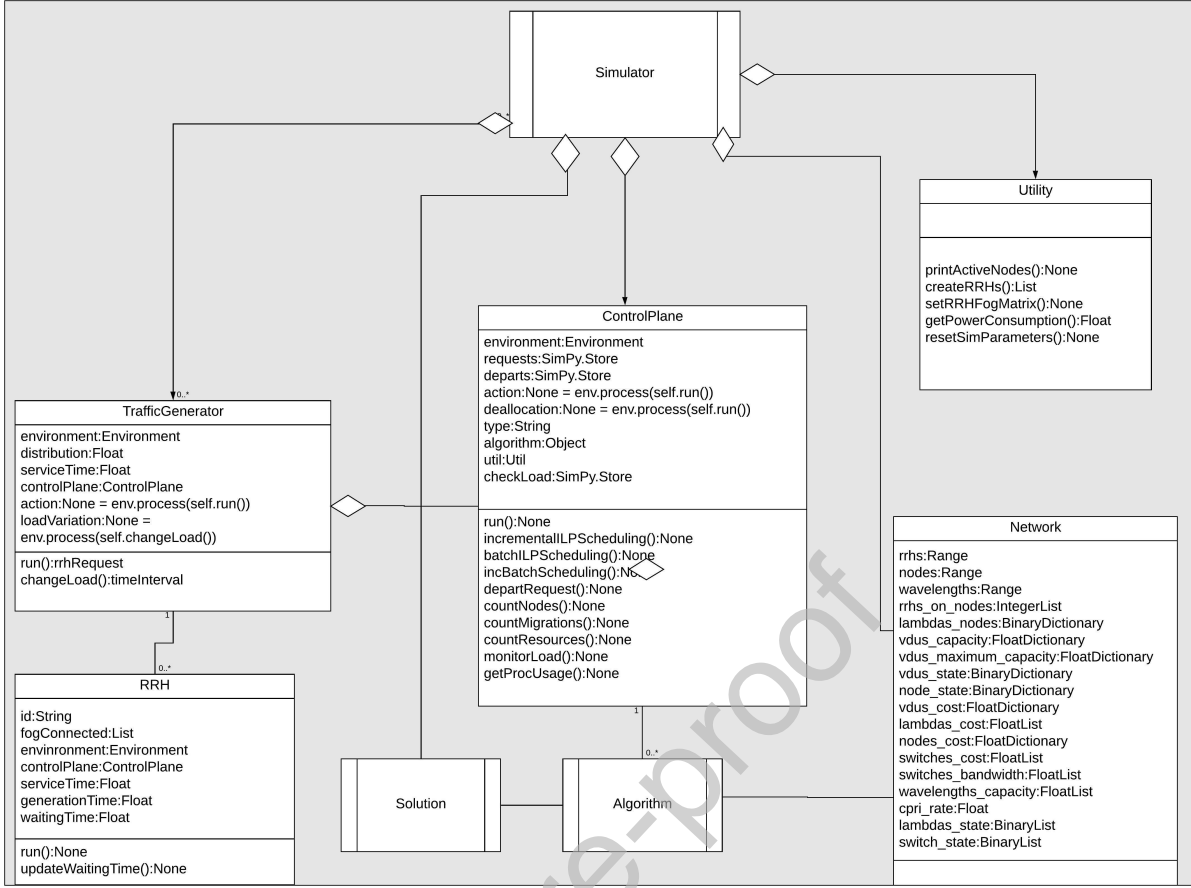 Simulator
..*
Utility
printActiveNodes():None
createRRHs():List
setRRHFogMatrix():None
getPowerConsumption():Float
resetSimParameters():None
ControlPlane
environment:Environment
requests:SimPy.Store
departs:SimPy.Store
action:None = env.process(self.run())
deallocation:None = env.process(self.run())
type:String
algorithm:Object
util:Util
checkLoad:SimPy.Store
run():None
incrementalILPScheduling():None
batchILPScheduling():None
incBatchScheduling():No
departRequest():None
countNodes():None
countMigrations():None
countResources():None
monitorLoad():None
getProcUsage():None
1
0..*
0..*
TrafficGenerator
environment:Environment
distribution:Float
serviceTime:Float
controlPlane:ControlPlane
action:None = env.process(self.run())
loadVariation:None =
env.process(self.changeLoad())
run():rrhRequest
changeLoad():timeInterval
1
0..*
RRH
id:String
fogConnected:List
envinronment:Environment
controlPlane:ControlPlane
serviceTime:Float
generationTime:Float
waitingTime:Float
run():None
updateWaitingTime():None
Solution
Algorithm
Network
rrhs:Range
nodes:Range
wavelengths:Range
rrhs_on_nodes:IntegerList
lambdas_nodes:BinaryDictionary
vdus_capacity:FloatDictionary
vdus_maximum_capacity:FloatDictionary
vdus_state:BinaryDictionary
node_state:BinaryDictionary
vdus_cost:FloatDictionary
lambdas_cost:FloatList
nodes_cost:FloatDictionary
switches_cost:FloatList
switches_bandwidth:FloatList
wavelengths_capacity:FloatList
cpri_rate:Float
lambdas_state:BinaryList
switch_state:BinaryList
re-proof